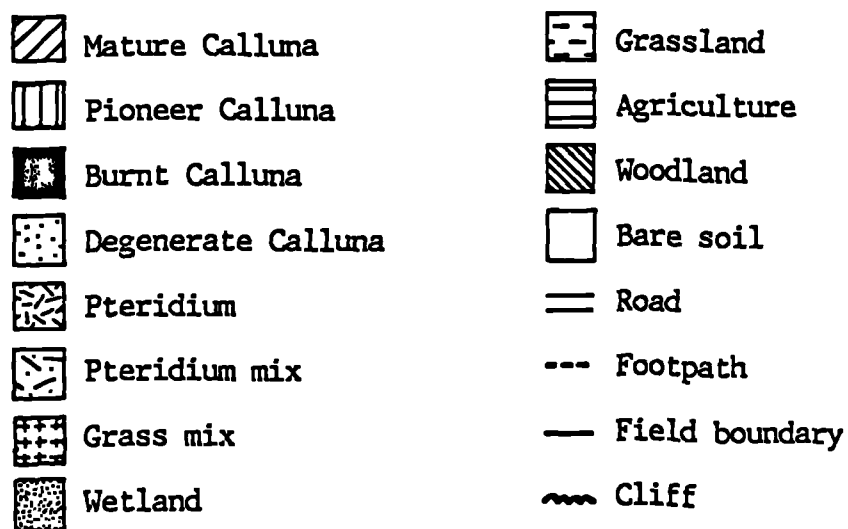 Mature Calluna
Pioneer Calluna
Burnt Calluna
Degenerate Calluna
Pteridium
Pteridium mix
Grass mix
Wetland
Grassland
Agriculture
Woodland
Bare soil
Road
Footpath
Field boundary
Cliff